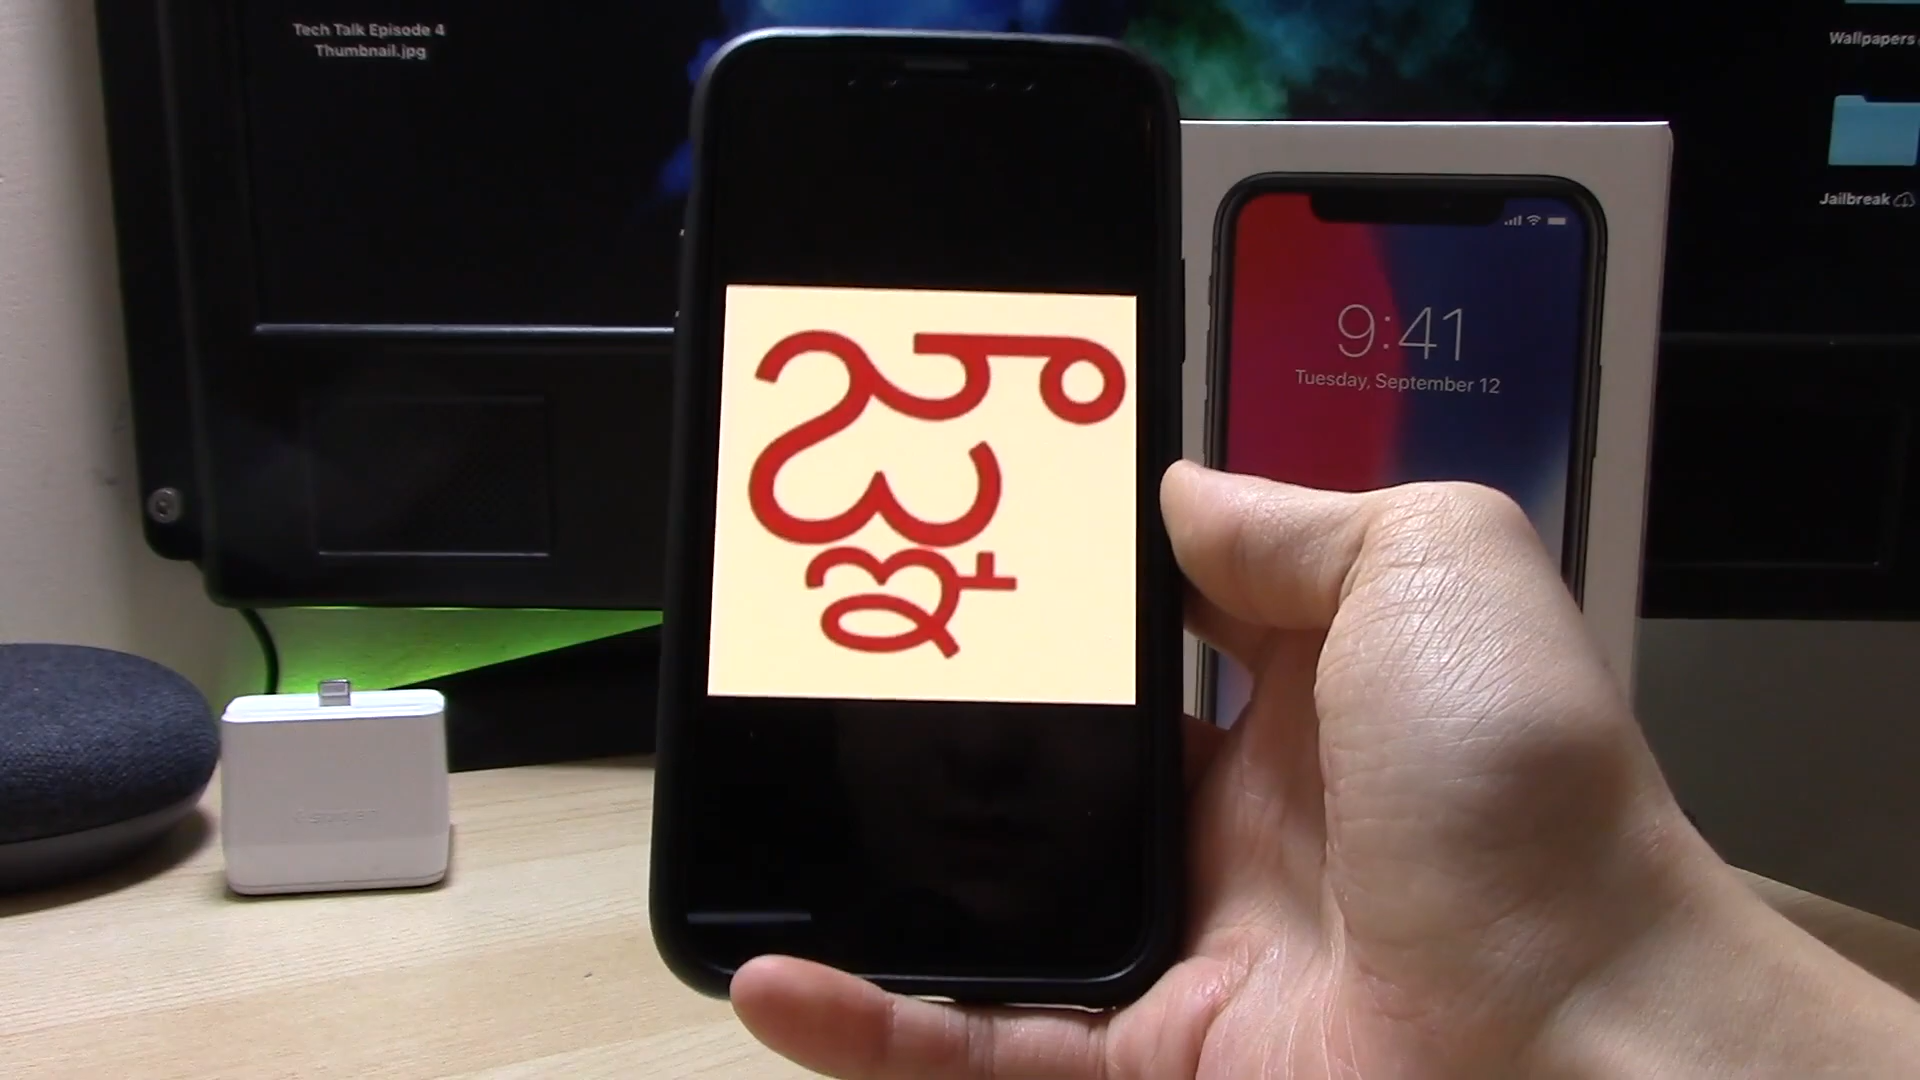 Tech Talk Episode 4
Thumbnail.jpg
Wallpapers
Jailbreak
9:41
Tuesday, September 12
జ్ఞా